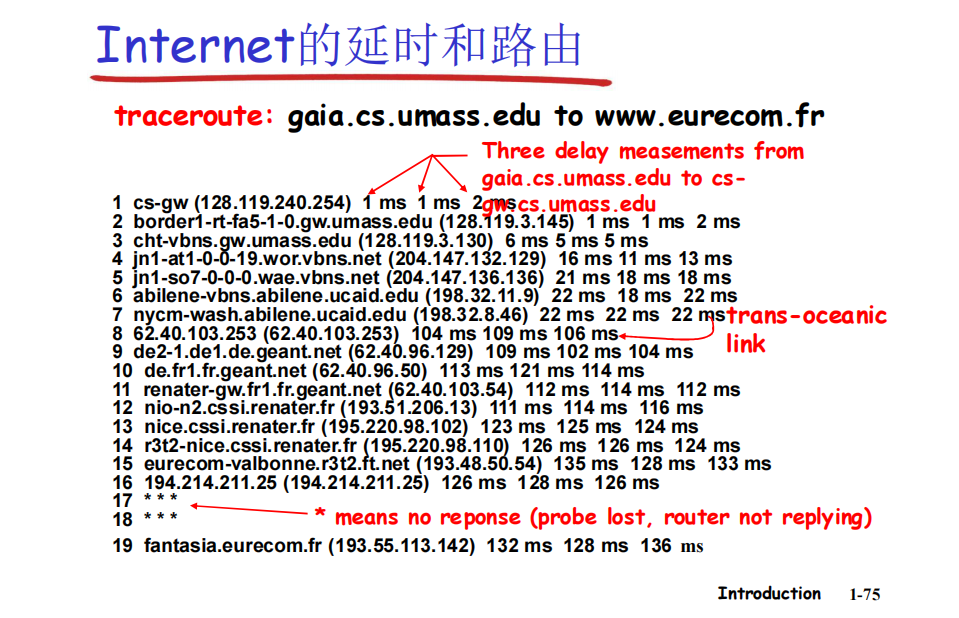 Internet的延时和路由
traceroute: gaia.cs.umass.edu to www.eurecom.fr
Three delay measements from
gaia.cs.umass.edu to cs-
gw.cs.umass.edu
1 cs-gw (128.119.240.254) 1 ms 1 ms 2 ms
2 border1-rt-fa5-1-0.gw.umass.edu (128.119.3.145) 1 ms 1 ms 2 ms
3 cht-vbns.gw.umass.edu (128.119.3.130) 6 ms 5 ms 5 ms
4 jn1-at1-0-0-19.wor.vbns.net (204.147.132.129) 16 ms 11 ms 13 ms
5 jn1-so7-0-0-0.wae.vbns.net (204.147.136.136) 21 ms 18 ms 18 ms
6 abilene-vbns.abilene.ucaid.edu (198.32.11.9) 22 ms 18 ms 22 ms
7 nycm-wash.abilene.ucaid.edu (198.32.8.46) 22 ms 22 ms 22 ms
trans-oceanic
link
8 62.40.103.253 (62.40.103.253) 104 ms 109 ms 106 ms
9 de2-1.de1.de.geant.net (62.40.96.129) 109 ms 102 ms 104 ms
10 de.fr1.fr.geant.net (62.40.96.50) 113 ms 121 ms 114 ms
11 renater-gw.fr1.fr.geant.net (62.40.103.54) 112 ms 114 ms 112 ms
12 nio-n2.cssi.renater.fr (193.51.206.13) 111 ms 114 ms 116 ms
13 nice.cssi.renater.fr (195.220.98.102) 123 ms 125 ms 124 ms
14 r3t2-nice.cssi.renater.fr (195.220.98.110) 126 ms 126 ms 124 ms
15 eurecom-valbonne.r3t2.ft.net (193.48.50.54) 135 ms 128 ms 133 ms
16 194.214.211.25 (194.214.211.25) 126 ms 128 ms 126 ms
17 * * *
18 * * *
* means no reponse (probe lost, router not replying)
19 fantasia.eurecom.fr (193.55.113.142) 132 ms 128 ms 136 ms
Introduction 1-75